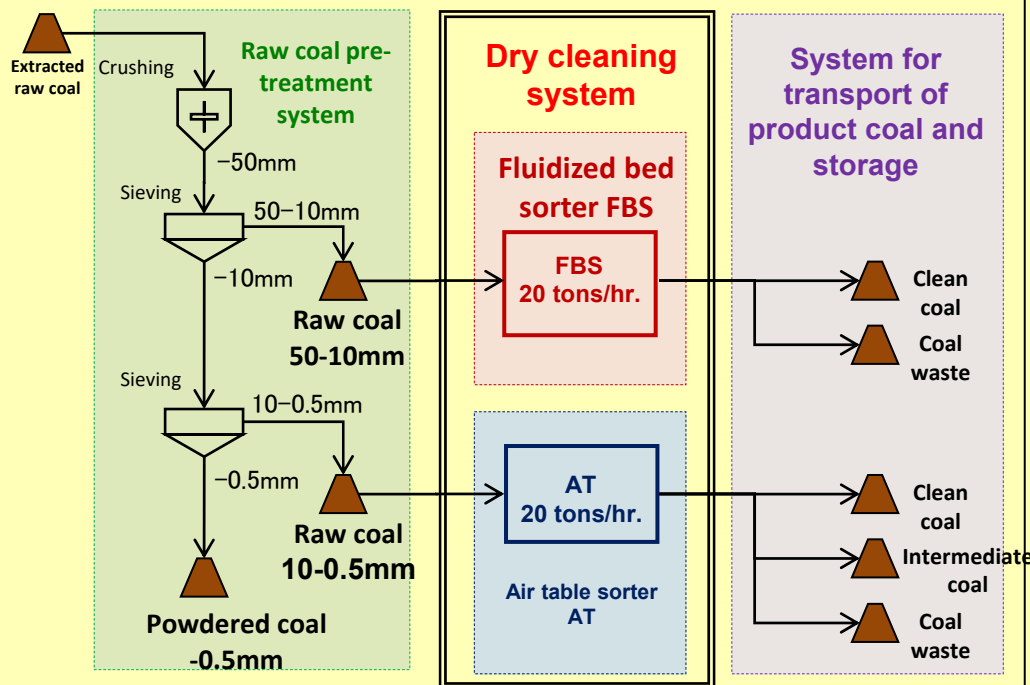 Extracted
raw coal
Crushing
Raw coal pre-
treatment
system
−50mm
Sieving
50−10mm
−10mm
Raw coal
50-10mm
Sieving
10−0.5mm
−0.5mm
Raw coal
10-0.5mm
Powdered coal
-0.5mm
Dry cleaning
system
Fluidized bed
sorter FBS
FBS
20 tons/hr.
AT
20 tons/hr.
Air table sorter
AT
System for
transport of
product coal and
storage
Clean
coal
Coal
waste
Clean
coal
Intermediate
coal
Coal
waste